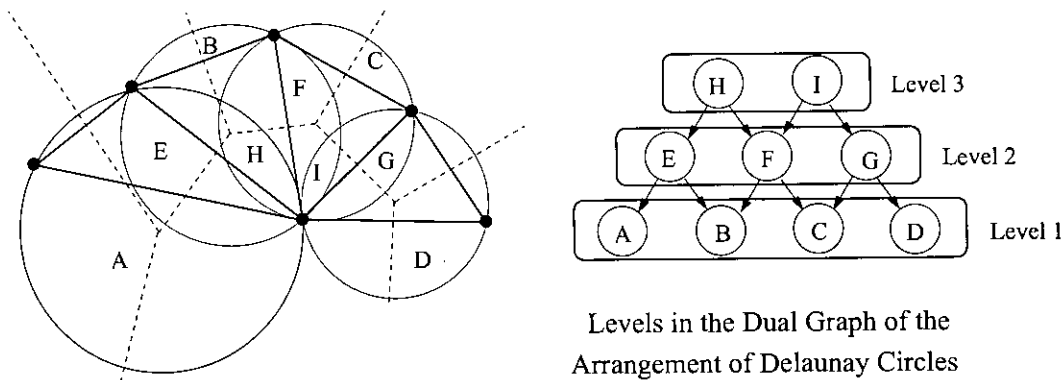 B
C
F
E
H
I
G
A
D
H
I
Level 3
E
F
G
Level 2
A
B
C
D
Level 1
Levels in the Dual Graph of the
Arrangement of Delaunay Circles